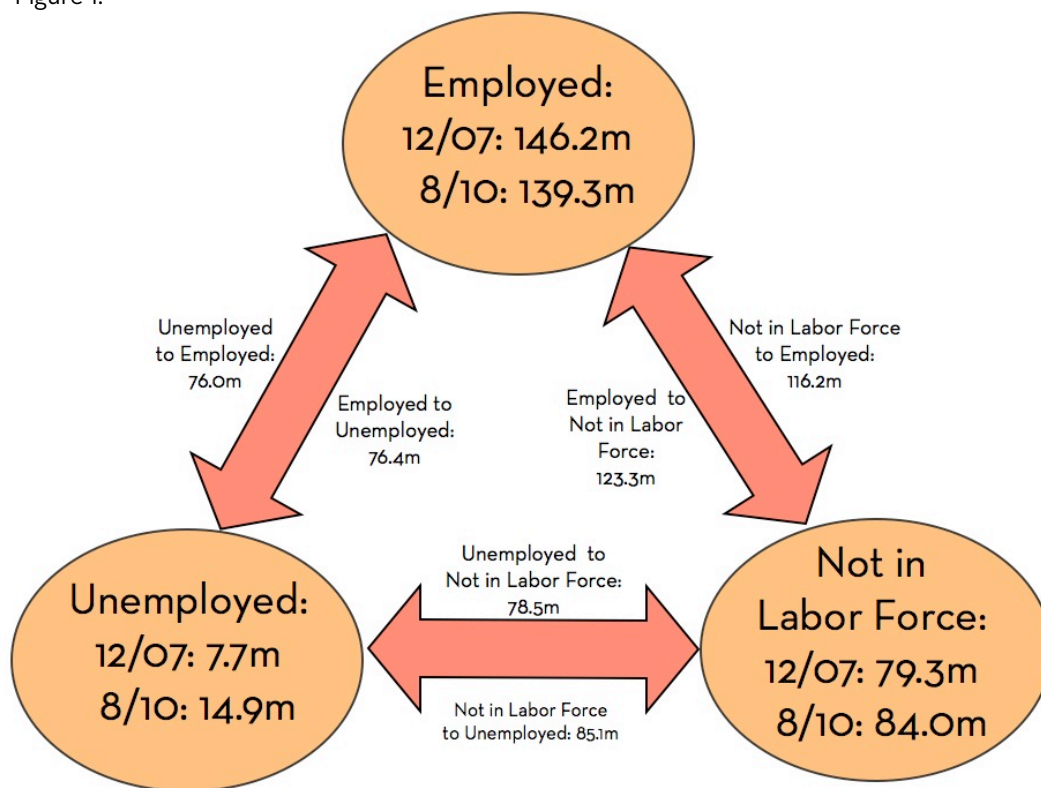 Figure 1.
Employed:
12/07: 146.2m
8/10: 139.3m
Unemployed
to Employed:
76.0m
Employed to
Unemployed:
76.4m
Not in Labor Force
to Employed:
116.2m
Employed to
Not in Labor
Force:
123.3m
Unemployed:
12/07: 7.7m
8/10: 14.9m
Unemployed to
Not in Labor Force:
78.5m
Not in Labor Force
to Unemployed: 85.1m
Not in
Labor Force:
12/07: 79.3m
8/10: 84.0m